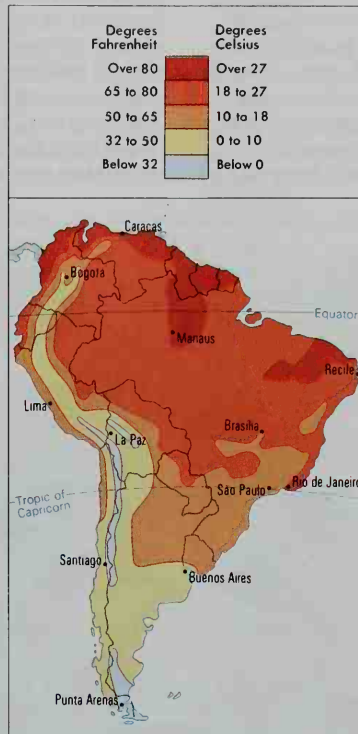 Degrees Fahrenheit
Degrees Celsius
Over 80
Over 27
65 to 80
18 to 27
50 to 65
10 to 18
32 to 50
0 to 10
Below 32
Below 0
Caracas
Bogotá
Equator
Manaus
Recife
Lima
Brasília
La Paz
Tropic of
Capricorn
São Paulo
Rio de Janeiro
Santiago
Buenos Aires
Punta Arenas